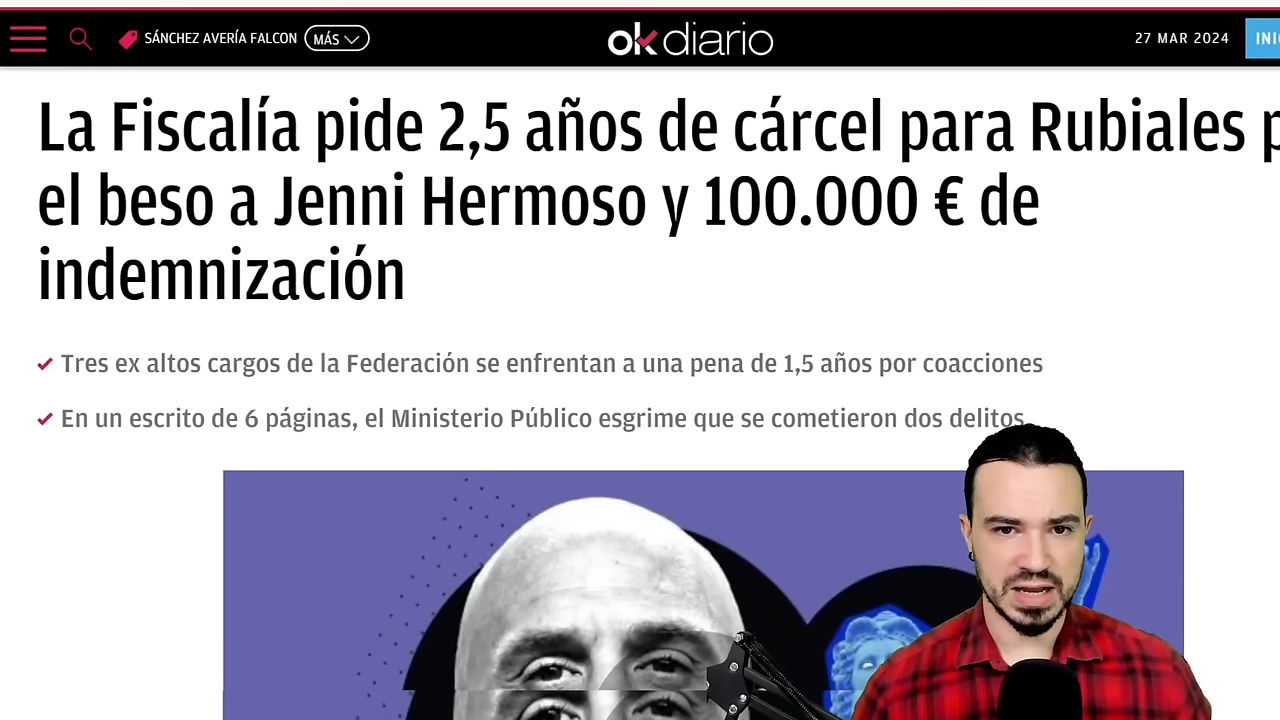 SÁNCHEZ AVERÍA FALCON MÁS okdiario 27 MAR 2024
La Fiscalía pide 2,5 años de cárcel para Rubiales
el beso a Jenni Hermoso y 100.000 € de
indemnización
Tres ex altos cargos de la Federación se enfrentan a una pena de 1,5 años por coacciones
En un escrito de 6 páginas, el Ministerio Público esgrime que se cometieron dos delitos